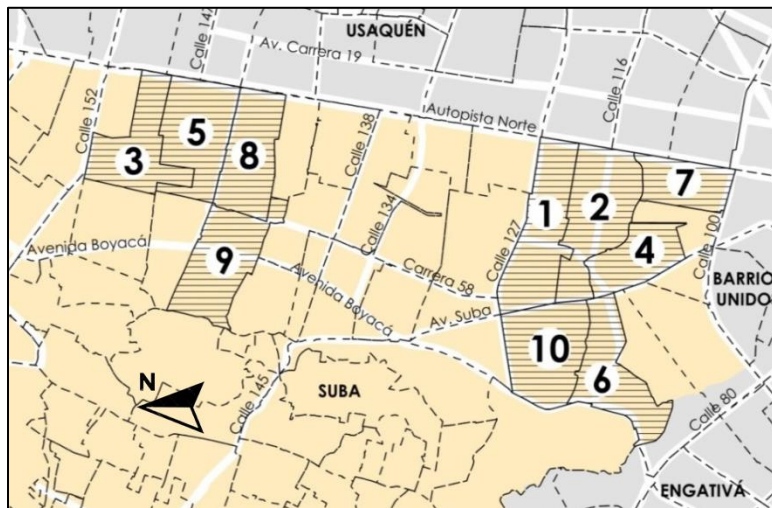 USAQUÉN
Calle 142
Calle 116
Av. Carrera 19
Calle 152
Autopista Norte
Calle 138
5
3
8
7
Calle 134
1
2
Calle 127
4
Calle 100
Avenida Boyacá
9
Avenida Boyacá
Carrera 58
BARRIO
UNIDO
Av. Suba
10
6
N
Calle 145
SUBA
Calle 80
ENGATIVÁ